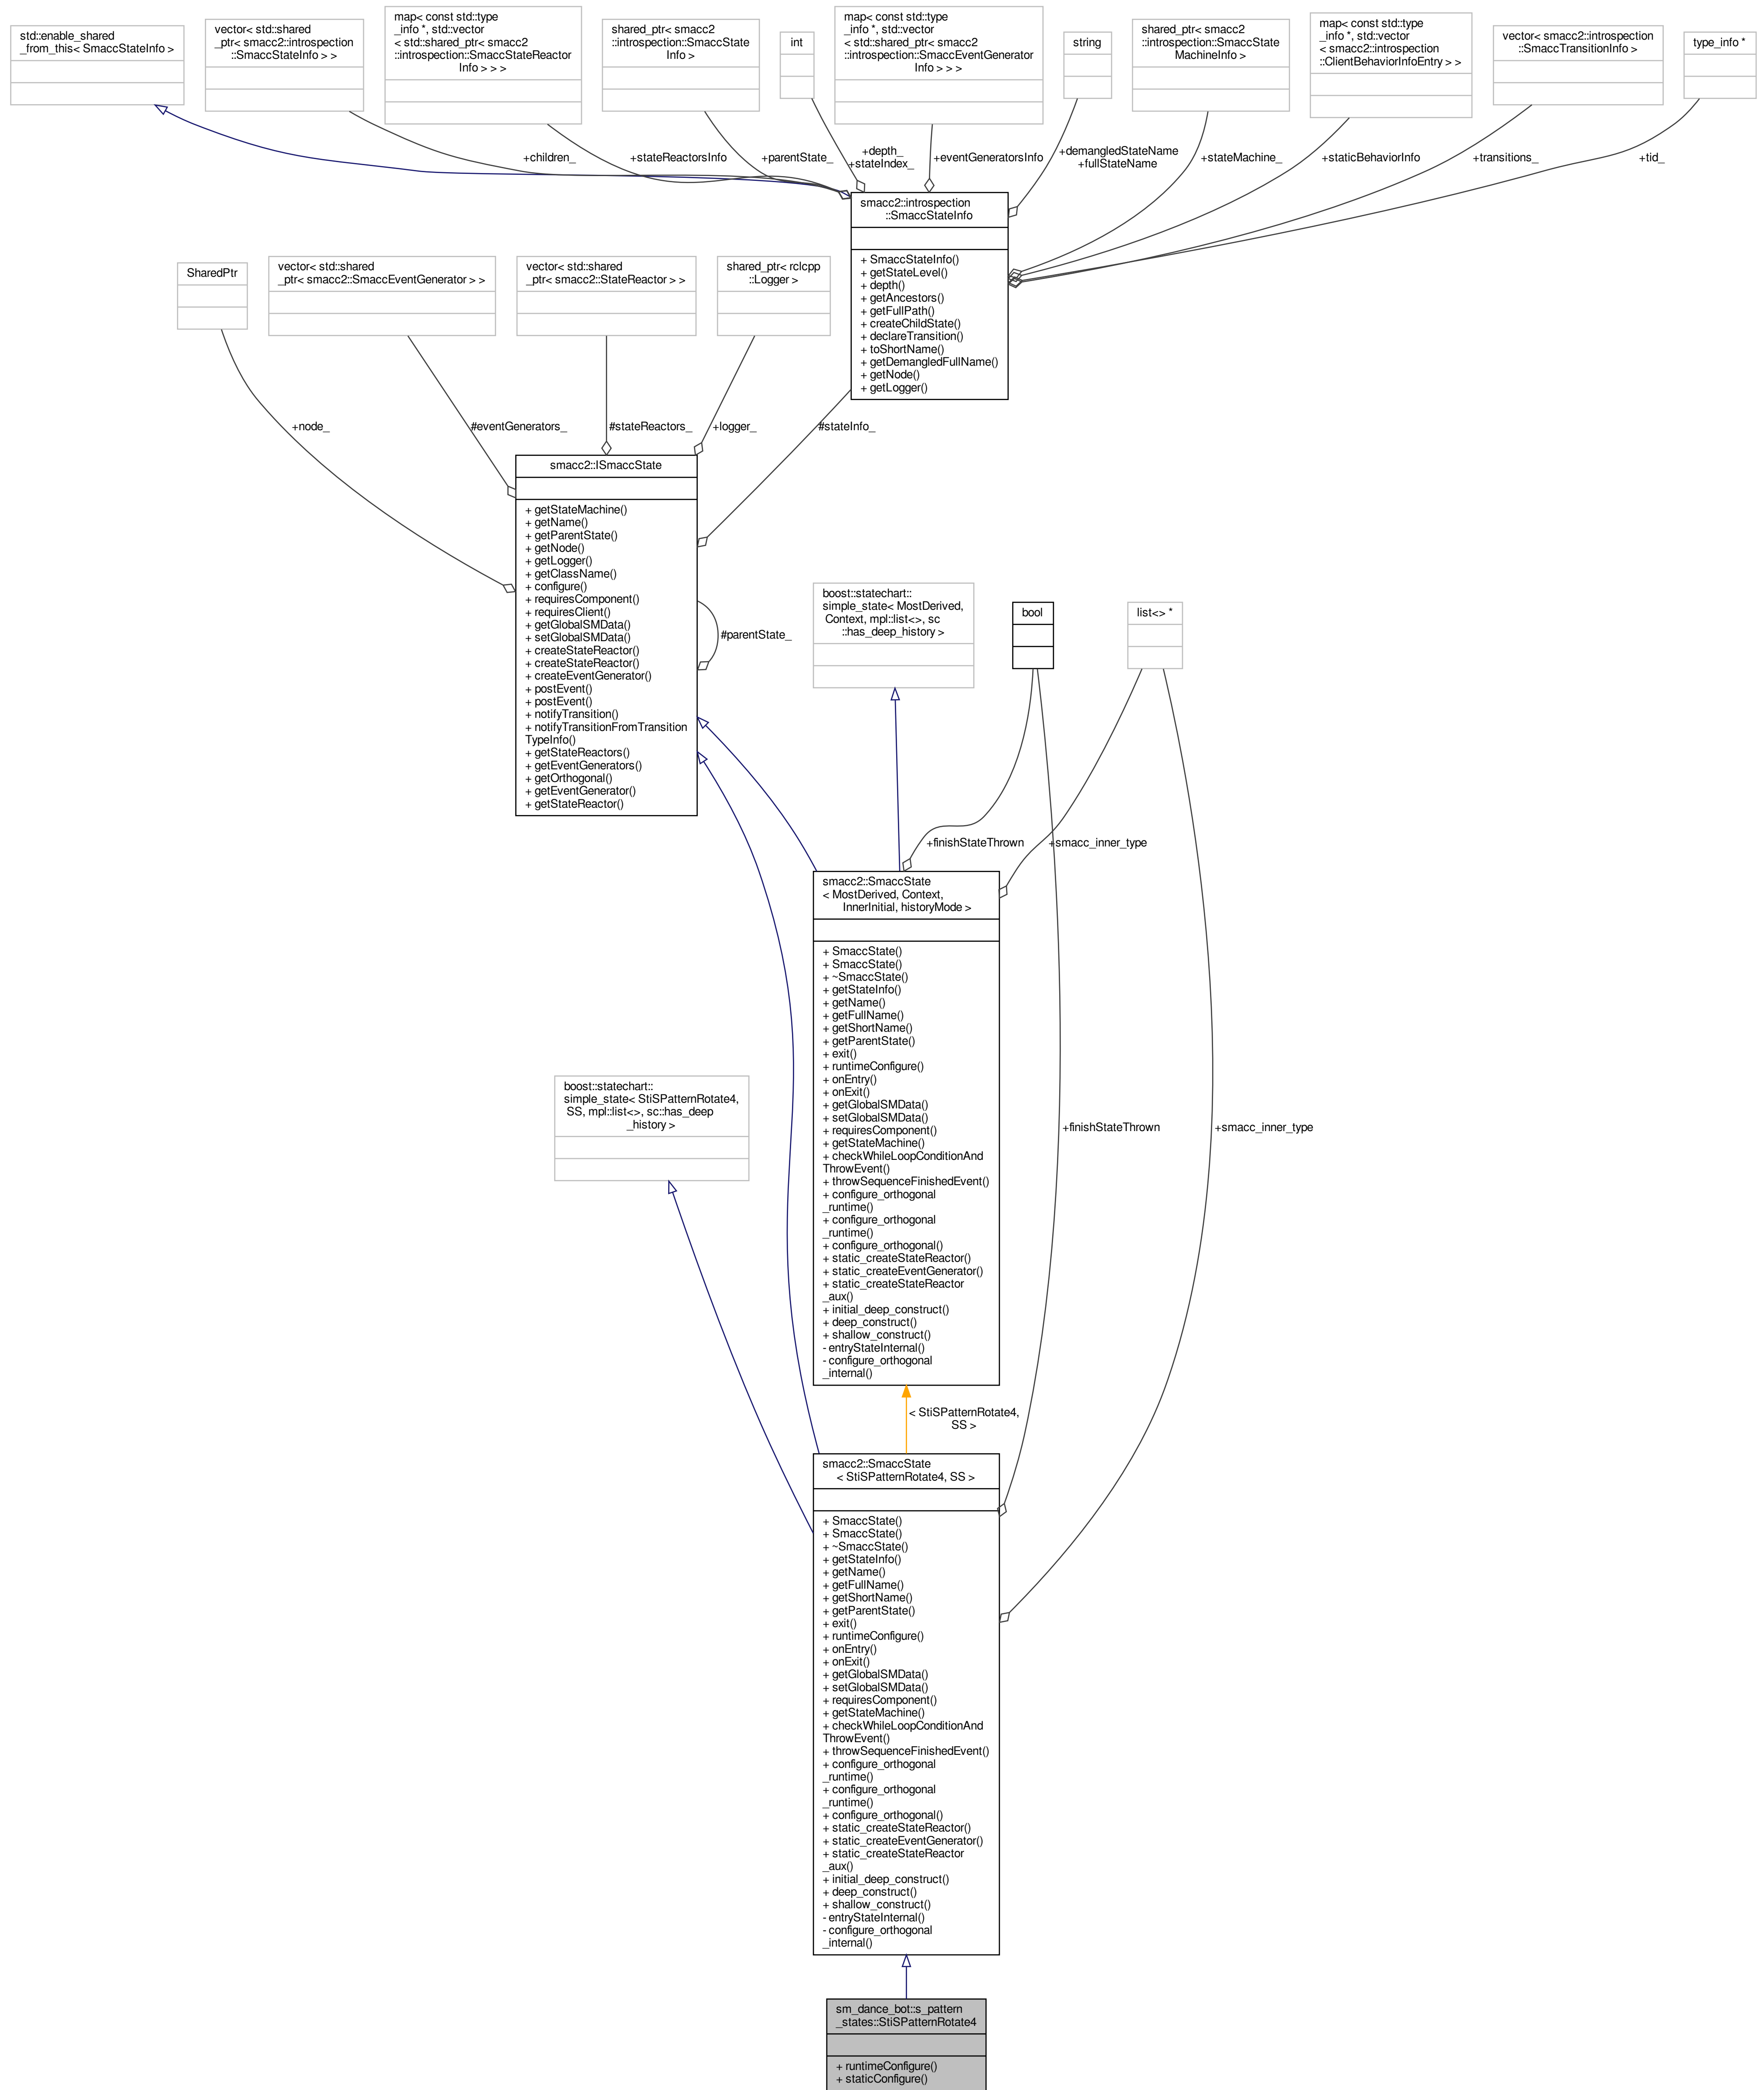 std::enable_shared
_from_this< SmaccStateInfo >
vector< std::shared
_ptr< smacc2::introspection
::SmaccStateInfo > >
map< const std::type
_info *, std::vector
< std::shared_ptr< smacc2
::introspection::SmaccStateReactor
Info > > >
shared_ptr< smacc2
::introspection::SmaccState
Info >
int
map< const std::type
_info *, std::vector
< std::shared_ptr< smacc2
::introspection::SmaccEventGenerator
Info > > >
string
shared_ptr< smacc2
::introspection::SmaccState
MachineInfo >
map< const std::type
_info *, std::vector
< smacc2::introspection
::ClientBehaviorInfoEntry > >
vector< smacc2::introspection
::SmaccTransitionInfo >
type_info *
+children_
+stateReactorsInfo
+parentState_
+depth_
+stateIndex_
+eventGeneratorsInfo
+demangledStateName
+fullStateName
+stateMachine_
+staticBehaviorInfo
+transitions_
+tid_
smacc2::introspection
::SmaccStateInfo
+ SmaccStateInfo()
+ getStateLevel()
+ depth()
+ getAncestors()
+ getFullPath()
+ createChildState()
+ declareTransition()
+ toShortName()
+ getDemangledFullName()
+ getNode()
+ getLogger()
SharedPtr
vector< std::shared
_ptr< smacc2::SmaccEventGenerator > >
vector< std::shared
_ptr< smacc2::StateReactor > >
shared_ptr< rclcpp
::Logger >
+node_
#eventGenerators_
#stateReactors_
+logger_
#stateInfo_
smacc2::ISmaccState
+ getStateMachine()
+ getName()
+ getParentState()
+ getNode()
+ getLogger()
+ getClassName()
+ configure()
+ requiresComponent()
+ requiresClient()
+ getGlobalSMData()
+ setGlobalSMData()
+ createStateReactor()
+ createStateReactor()
+ createEventGenerator()
+ postEvent()
+ postEvent()
+ notifyTransition()
+ notifyTransitionFromTransition
TypeInfo()
+ getStateReactors()
+ getEventGenerators()
+ getOrthogonal()
+ getEventGenerator()
+ getStateReactor()
#parentState_
boost::statechart::
simple_state< MostDerived,
Context, mpl::list<>, sc
::has_deep_history >
bool
list<> *
+finishStateThrown
+smacc_inner_type
smacc2::SmaccState
< MostDerived, Context,
InnerInitial, historyMode >
+ SmaccState()
+ SmaccState()
+ ~SmaccState()
+ getStateInfo()
+ getName()
+ getFullName()
+ getShortName()
+ getParentState()
+ exit()
+ runtimeConfigure()
+ onEntry()
+ onExit()
+ getGlobalSMData()
+ setGlobalSMData()
+ requiresComponent()
+ getStateMachine()
+ checkWhileLoopConditionAnd
ThrowEvent()
+ throwSequenceFinishedEvent()
+ configure_orthogonal
_runtime()
+ configure_orthogonal
_runtime()
+ configure_orthogonal()
+ static_createStateReactor()
+ static_createEventGenerator()
+ static_createStateReactor
_aux()
+ initial_deep_construct()
+ deep_construct()
+ shallow_construct()
- entryStateInternal()
- configure_orthogonal
_internal()
boost::statechart::
simple_state< StiSPatternRotate4,
SS, mpl::list<>, sc::has_deep
_history >
+finishStateThrown
+smacc_inner_type
< StiSPatternRotate4,
SS >
smacc2::SmaccState
< StiSPatternRotate4, SS >
+ SmaccState()
+ SmaccState()
+ ~SmaccState()
+ getStateInfo()
+ getName()
+ getFullName()
+ getShortName()
+ getParentState()
+ exit()
+ runtimeConfigure()
+ onEntry()
+ onExit()
+ getGlobalSMData()
+ setGlobalSMData()
+ requiresComponent()
+ getStateMachine()
+ checkWhileLoopConditionAnd
ThrowEvent()
+ throwSequenceFinishedEvent()
+ configure_orthogonal
_runtime()
+ configure_orthogonal
_runtime()
+ configure_orthogonal()
+ static_createStateReactor()
+ static_createEventGenerator()
+ static_createStateReactor
_aux()
+ initial_deep_construct()
+ deep_construct()
+ shallow_construct()
- entryStateInternal()
- configure_orthogonal
_internal()
sm_dance_bot::s_pattern
_states::StiSPatternRotate4
+ runtimeConfigure()
+ staticConfigure()